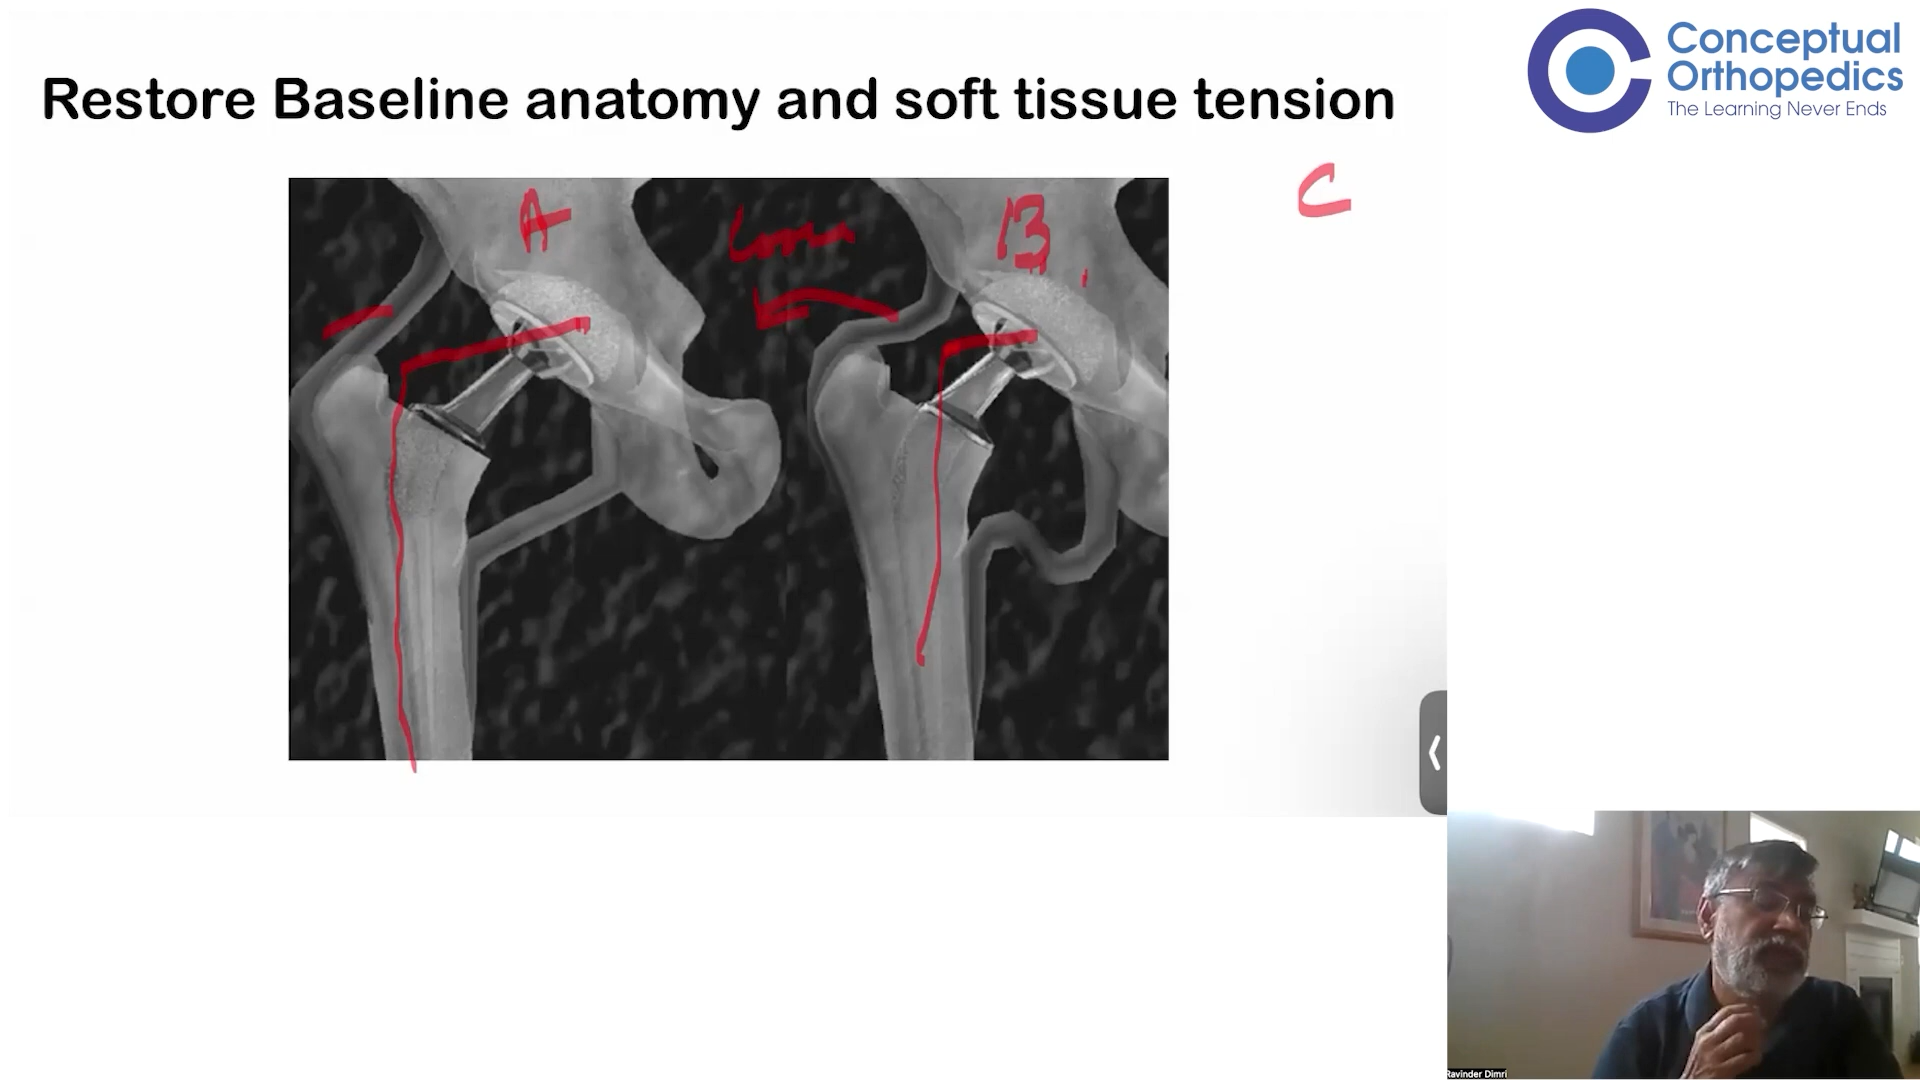 Restore Baseline anatomy and soft tissue tension
Conceptual
Orthopedics
The Learning Never Ends
C
A
B
Ravinder Dimri